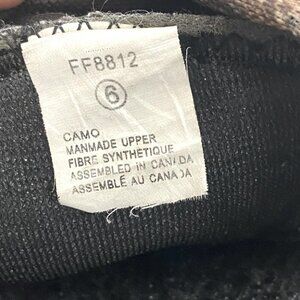 FF8812
6
CAMO
MANMADE UPPER
FIBRE SYNTHETIQUE
ASSEMBLED IN CANADA
ASSEMBLÉ AU CANADA